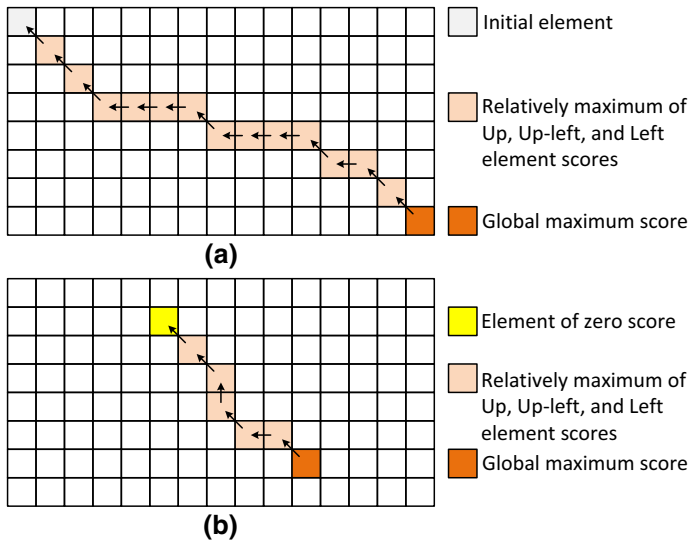 Initial element
Relatively maximum of
Up, Up-left, and Left
element scores
Global maximum score
(a)
Element of zero score
Relatively maximum of
Up, Up-left, and Left
element scores
Global maximum score
(b)